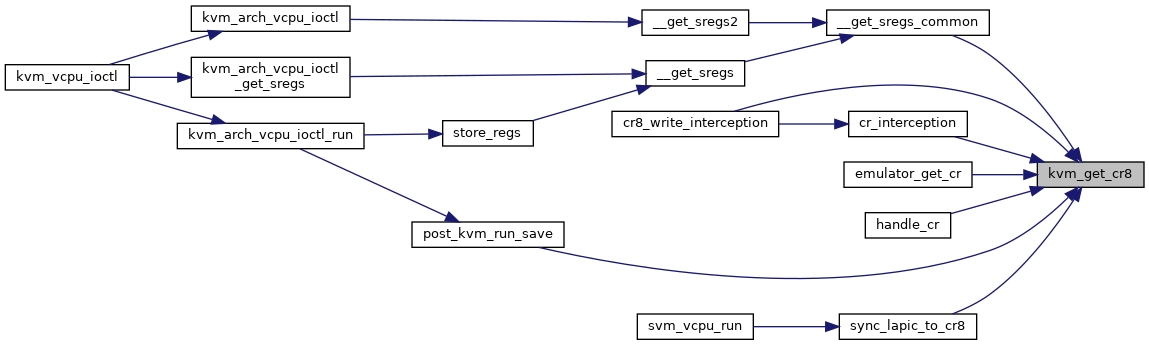 kvm_arch_vcpu_ioctl
__get_sregs2
__get_sregs_common
kvm_vcpu_ioctl
kvm_arch_vcpu_ioctl
_get_sregs
__get_sregs
kvm_arch_vcpu_ioctl_run
store_regs
cr8_write_interception
cr_interception
emulator_get_cr
kvm_get_cr8
handle_cr
post_kvm_run_save
svm_vcpu_run
sync_lapic_to_cr8